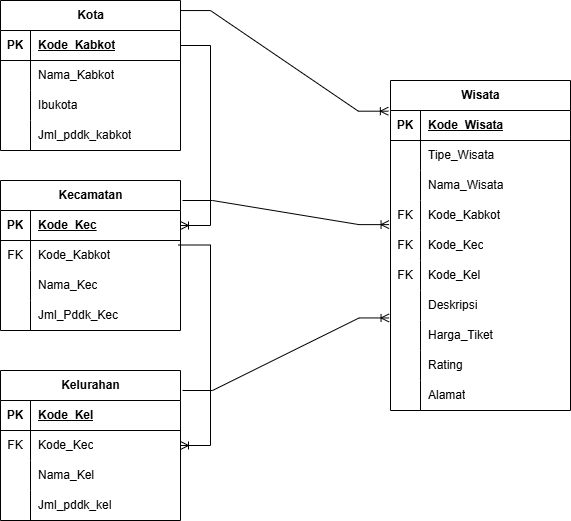 Kota
PK Kode_Kabkot
Nama_Kabkot
Ibukota
Jml_pddk_kabkot
Kecamatan
PK Kode_Kec
FK Kode_Kabkot
Nama_Kec
Jml_Pddk_Kec
Kelurahan
PK Kode_Kel
FK Kode_Kec
Nama_Kel
Jml_pddk_kel
Wisata
PK Kode_Wisata
Tipe_Wisata
Nama_Wisata
FK Kode_Kabkot
FK Kode_Kec
FK Kode_Kel
Deskripsi
Harga_Tiket
Rating
Alamat